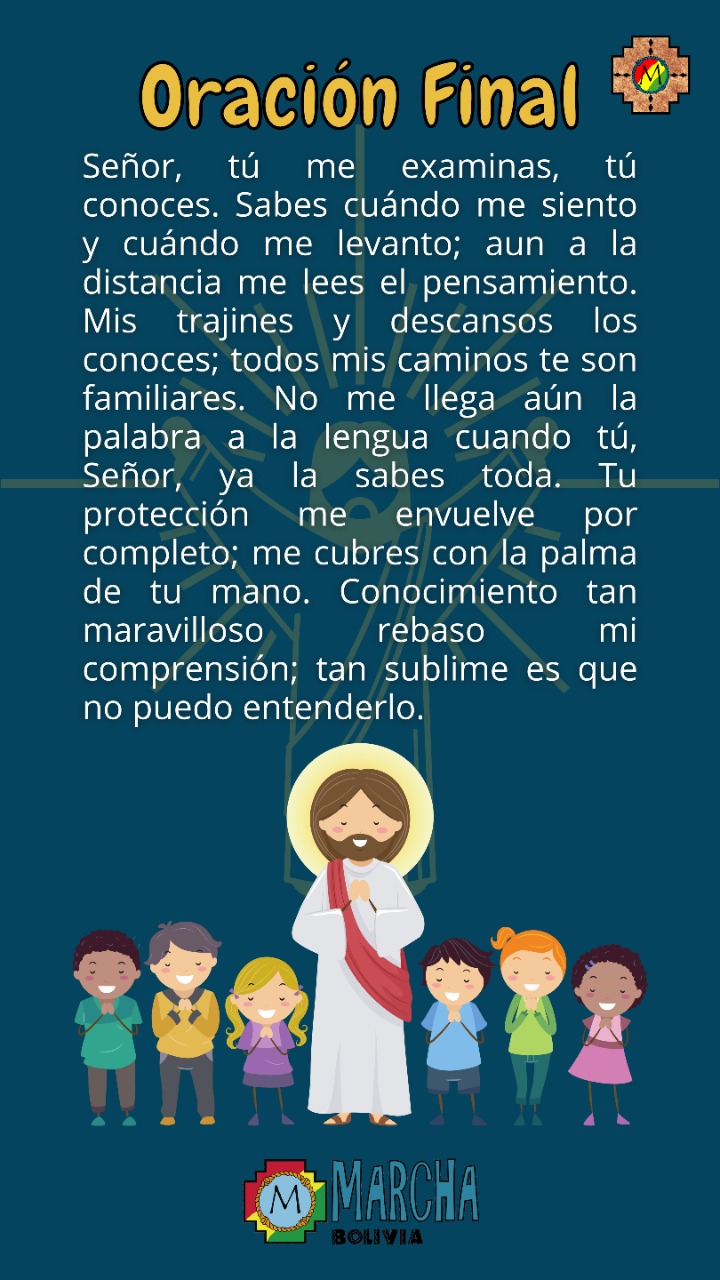 Oración Final
M
Señor, tú me examinas, tú
conoces. Sabes cuándo me siento
y cuándo me levanto; aun a la
distancia me lees el pensamiento.
Mis trajines y descansos los
conoces; todos mis caminos te son
familiares. No me llega aún la
palabra a la lengua cuando tú,
Señor, ya la sabes toda. Tu
protección me envuelve por
completo; me cubres con la palma
de tu mano. Conocimiento tan
maravilloso rebaso mi
comprensión; tan sublime es que
no puedo entenderlo.
M MARCHA
BOLIVIA